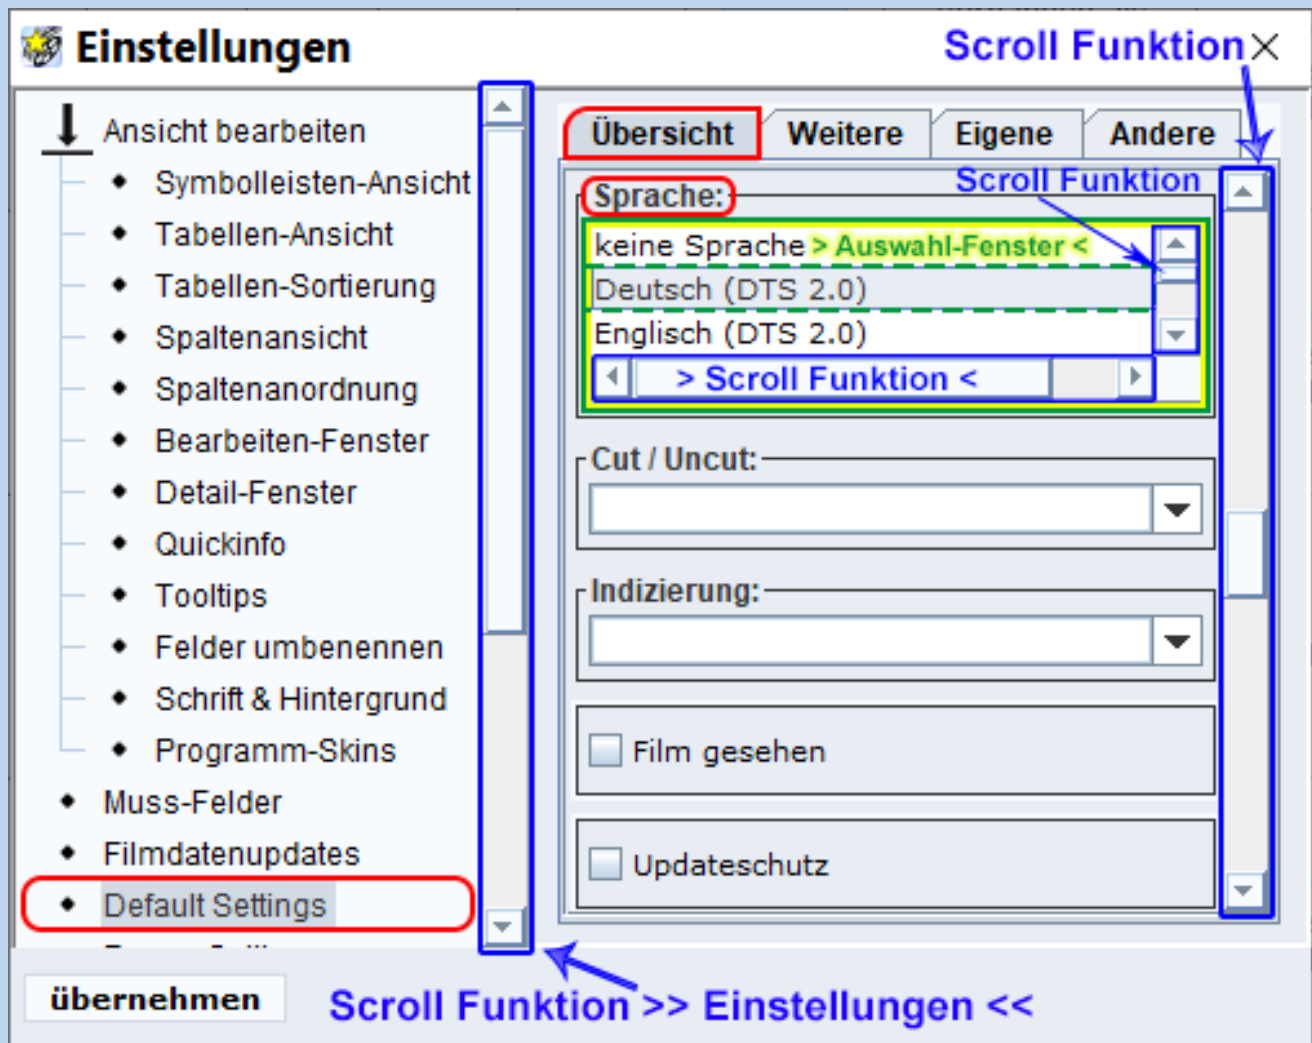 Einstellungen
Scroll Funktion
Ansicht bearbeiten
Symbolleisten-Ansicht
Tabellen-Ansicht
Tabellen-Sortierung
Spaltenansicht
Spaltenanordnung
Bearbeiten-Fenster
Detail-Fenster
Quickinfo
Tooltips
Felder umbenennen
Schrift & Hintergrund
Programm-Skins
Muss-Felder
Filmdatenupdates
Default Settings
Übersicht Weitere Eigene Andere
Scroll Funktion
Sprache:
keine Sprache > Auswahl-Fenster <
Deutsch (DTS 2.0)
Englisch (DTS 2.0)
> Scroll Funktion <
Cut / Uncut:
Indizierung:
Film gesehen
Updateschutz
übernehmen
Scroll Funktion >> Einstellungen <<